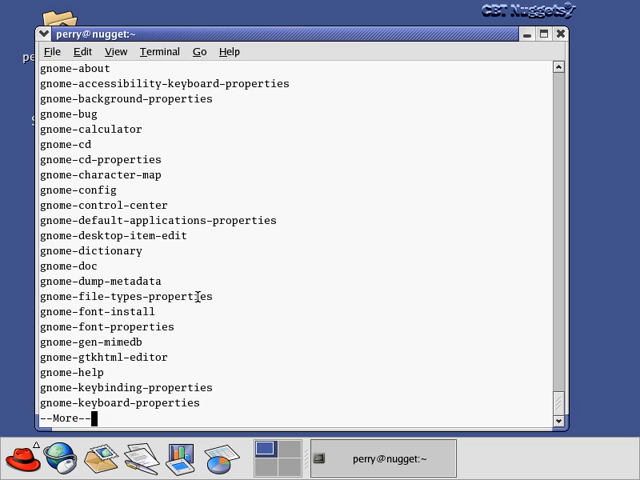 CBT Nuggets
perry@nugget:~
File Edit View Terminal Go Help
gnome-about
gnome-accessibility-keyboard-properties
gnome-background-properties
gnome-bug
gnome-calculator
gnome-cd
gnome-cd-properties
gnome-character-map
gnome-config
gnome-control-center
gnome-default-applications-properties
gnome-desktop-item-edit
gnome-dictionary
gnome-doc
gnome-dump-metadata
gnome-file-types-properties
gnome-font-install
gnome-font-properties
gnome-gen-mimedb
gnome-gtkhtml-editor
gnome-help
gnome-keybinding-properties
gnome-keyboard-properties
--More--
perry@nugget:~